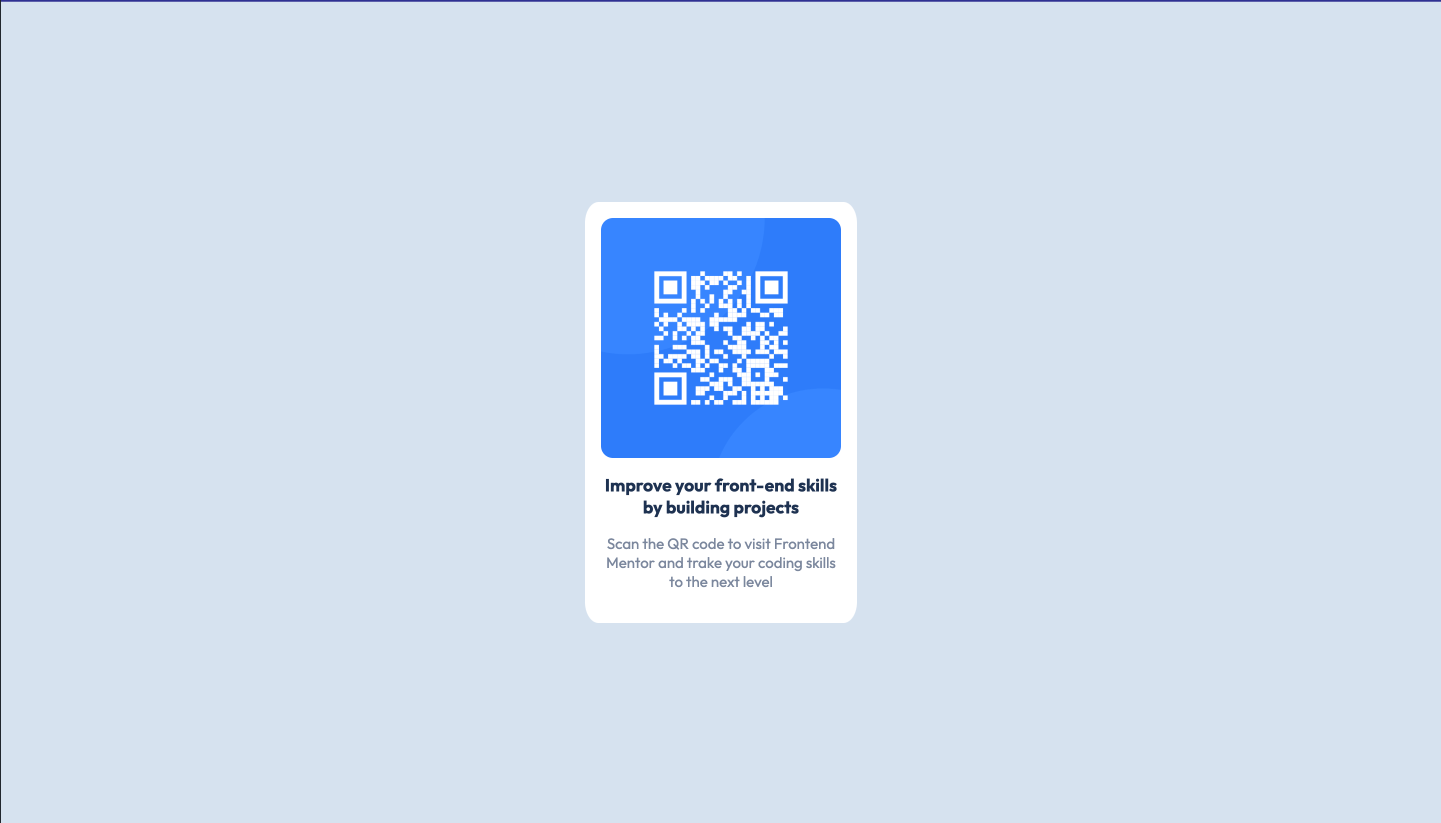 Improve your front-end skills
by building projects
Scan the QR code to visit Frontend
Mentor and trake your coding skills
to the next level